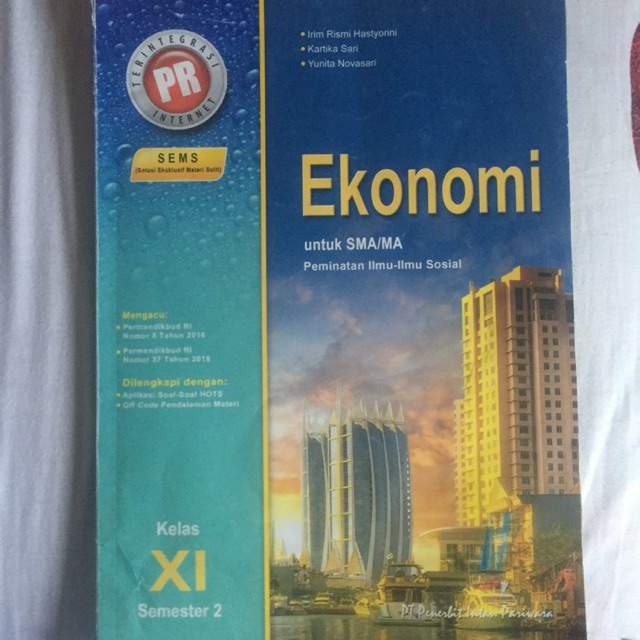 • Irim Rismi Hastyorini
• Kartika Sari
• Yunita Novasari
TERINTEGRASI
PR
INTERNET
SEMS
(Solusi Eksklusif Materi Sulit)
Ekonomi
untuk SMA/MA
Peminatan Ilmu-Ilmu Sosial
Mengacu:
• Permendikbud RI
Nomor 8 Tahun 2016
• Permendikbud RI
Nomor 37 Tahun 2018
Dilengkapi dengan:
• Aplikasi Soal-Soal HOTS
• QR Code Pendalaman Materi
Kelas
XI
Semester 2
PT Penerbit Intan Pariwara